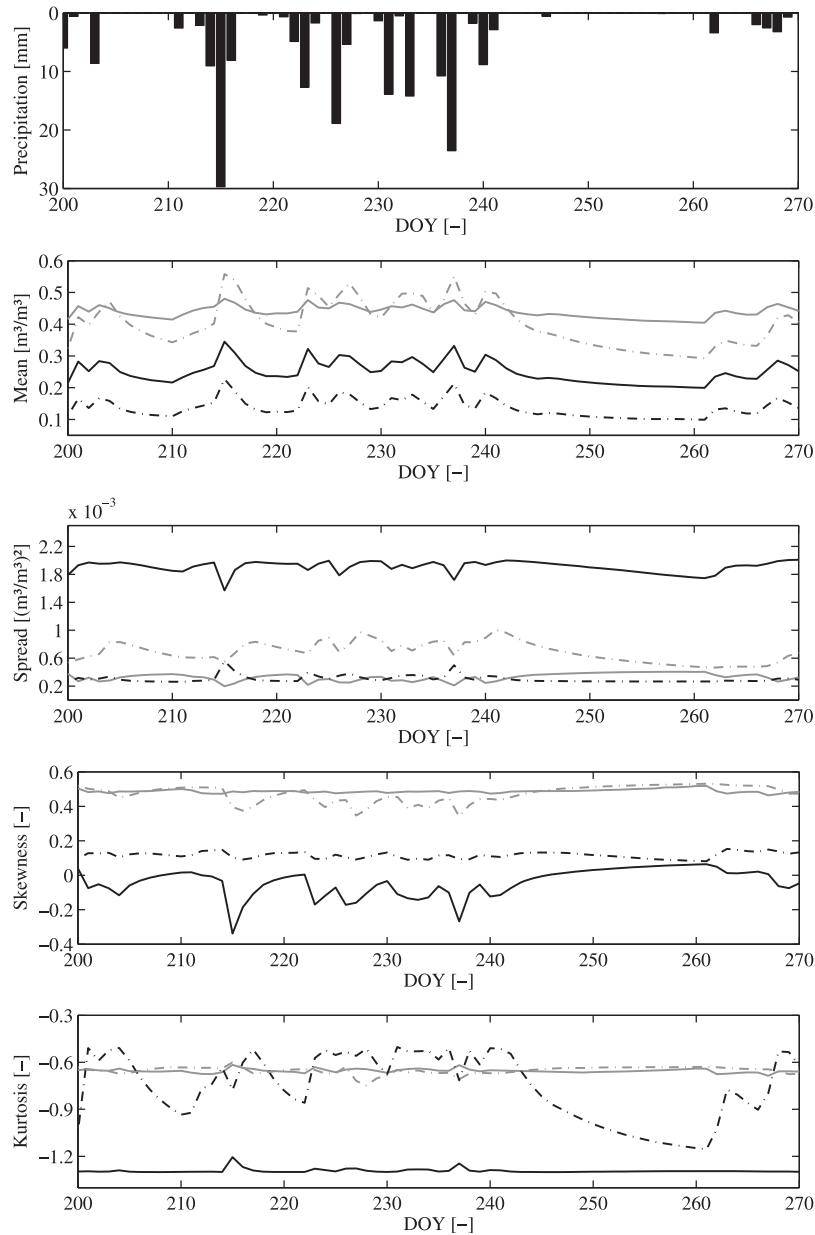 Precipitation [mm]
0
10
20
30
200 210 220 230 240 250 260 270
DOY [−]
Mean [m³/m³]
0.6
0.5
0.4
0.3
0.2
0.1
200 210 220 230 240 250 260 270
DOY [−]
x 10⁻³
Spread [(m³/m³)²]
2.2
1.8
1.4
1
0.6
0.2
200 210 220 230 240 250 260 270
DOY [−]
Skewness [−]
0.6
0.4
0.2
0
−0.2
−0.4
200 210 220 230 240 250 260 270
DOY [−]
Kurtosis [−]
−0.3
−0.6
−0.9
−1.2
200 210 220 230 240 250 260 270
DOY [−]